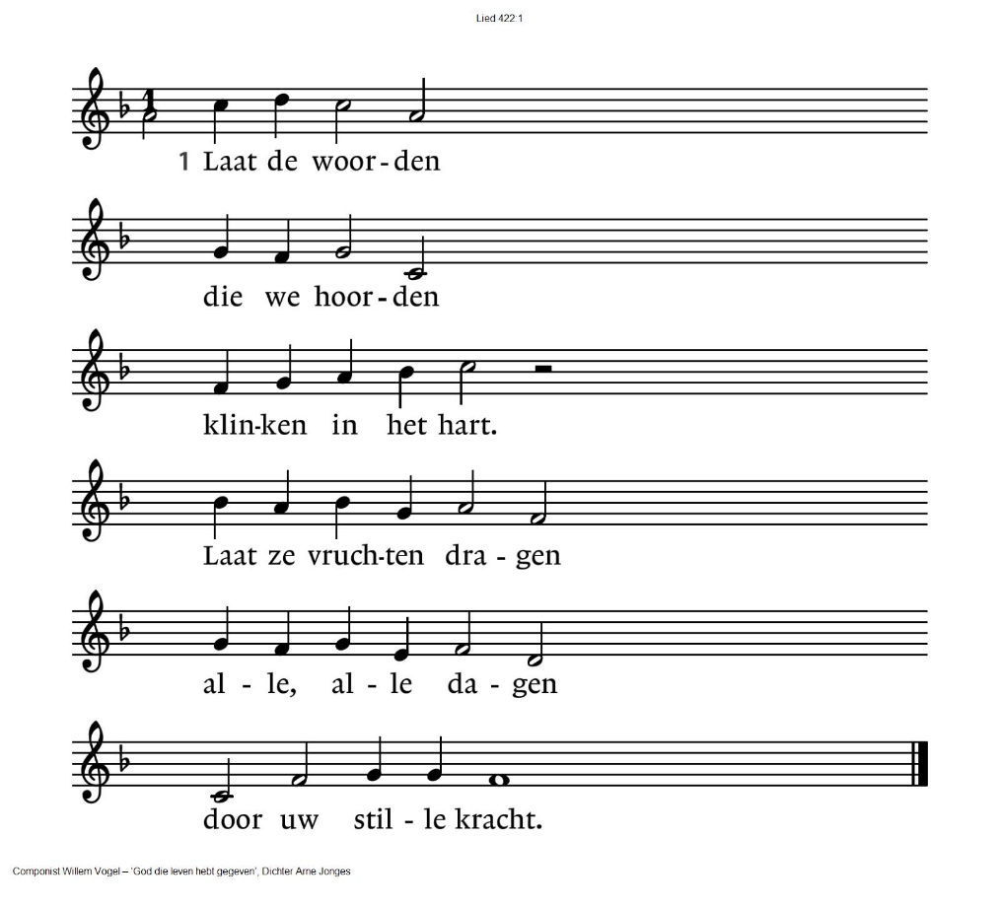 Lied 422:1
1
1 Laat de woor-den
die we hoor-den
klin-ken in het hart.
Laat ze vruch-ten dra - gen
al - le, al - le da - gen
door uw stil - le kracht.
Componist Willem Vogel – 'God die leven hebt gegeven', Dichter Arne Jonges